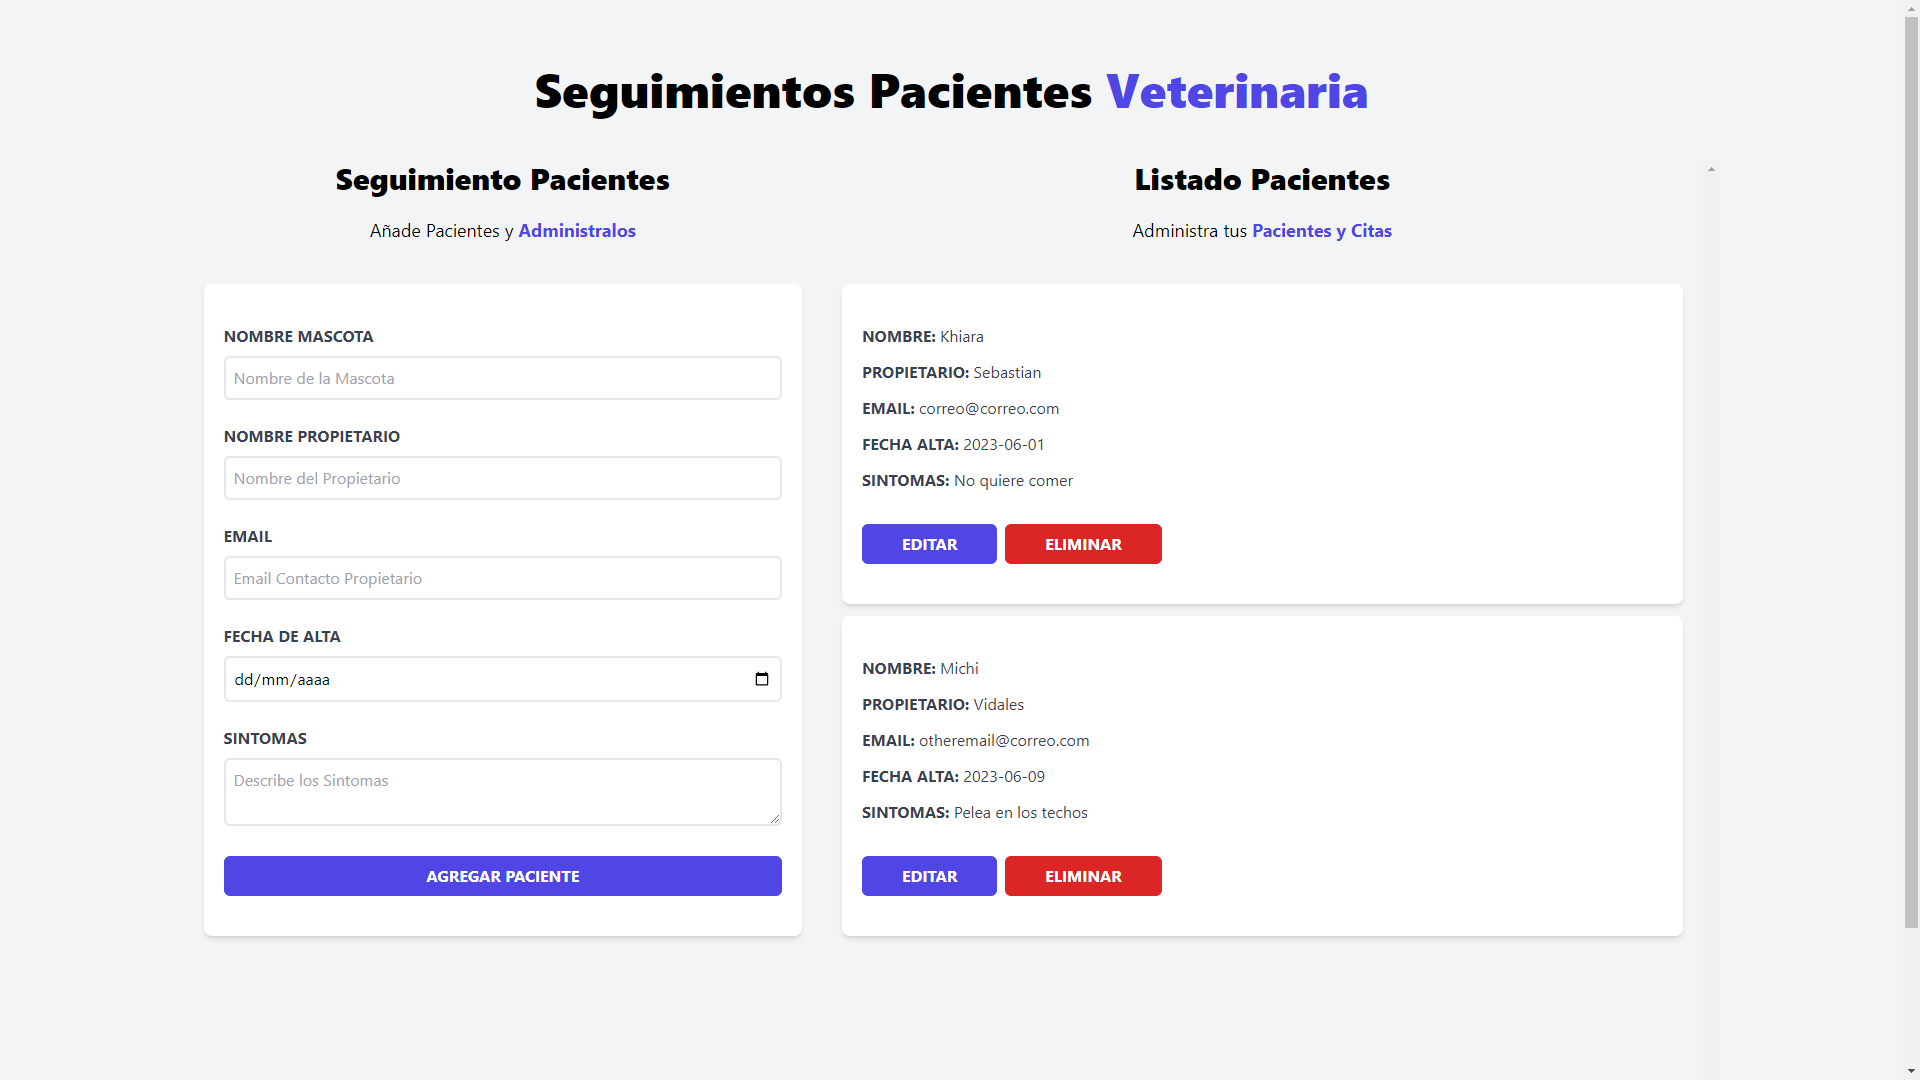 Seguimientos Pacientes Veterinaria
Seguimiento Pacientes
Añade Pacientes y Administralos
NOMBRE MASCOTA
Nombre de la Mascota
NOMBRE PROPIETARIO
Nombre del Propietario
EMAIL
Email Contacto Propietario
FECHA DE ALTA
dd/mm/aaaa
SINTOMAS
Describe los Sintomas
AGREGAR PACIENTE
Listado Pacientes
Administra tus Pacientes y Citas
NOMBRE: Khiara
PROPIETARIO: Sebastian
EMAIL: correo@correo.com
FECHA ALTA: 2023-06-01
SINTOMAS: No quiere comer
EDITAR ELIMINAR
NOMBRE: Michi
PROPIETARIO: Vidales
EMAIL: otheremail@correo.com
FECHA ALTA: 2023-06-09
SINTOMAS: Pelea en los techos
EDITAR ELIMINAR